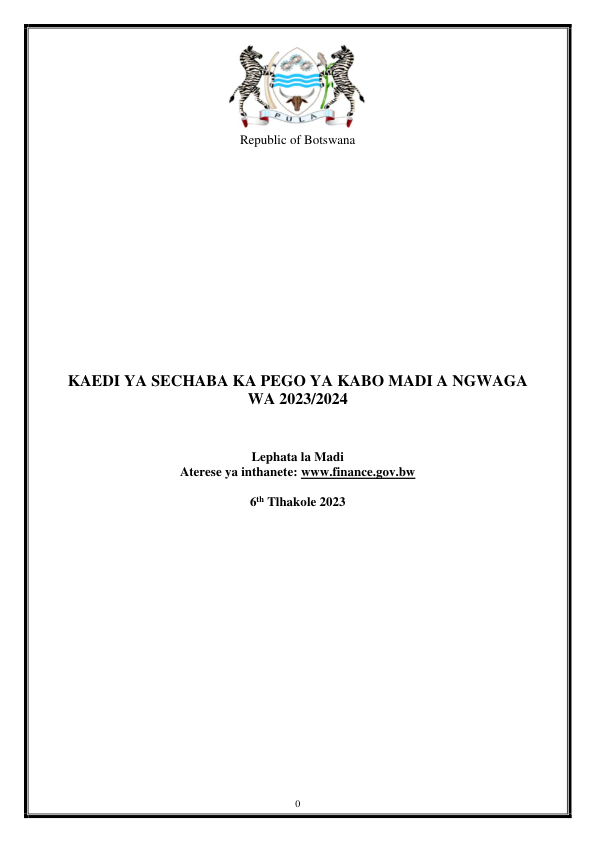 PULA
Republic of Botswana
KAEDI YA SECHABA KA PEGO YA KABO MADI A NGWAGA
WA 2023/2024
Lephata la Madi
Aterese ya inthanete: www.finance.gov.bw
6th Tlhakole 2023
0